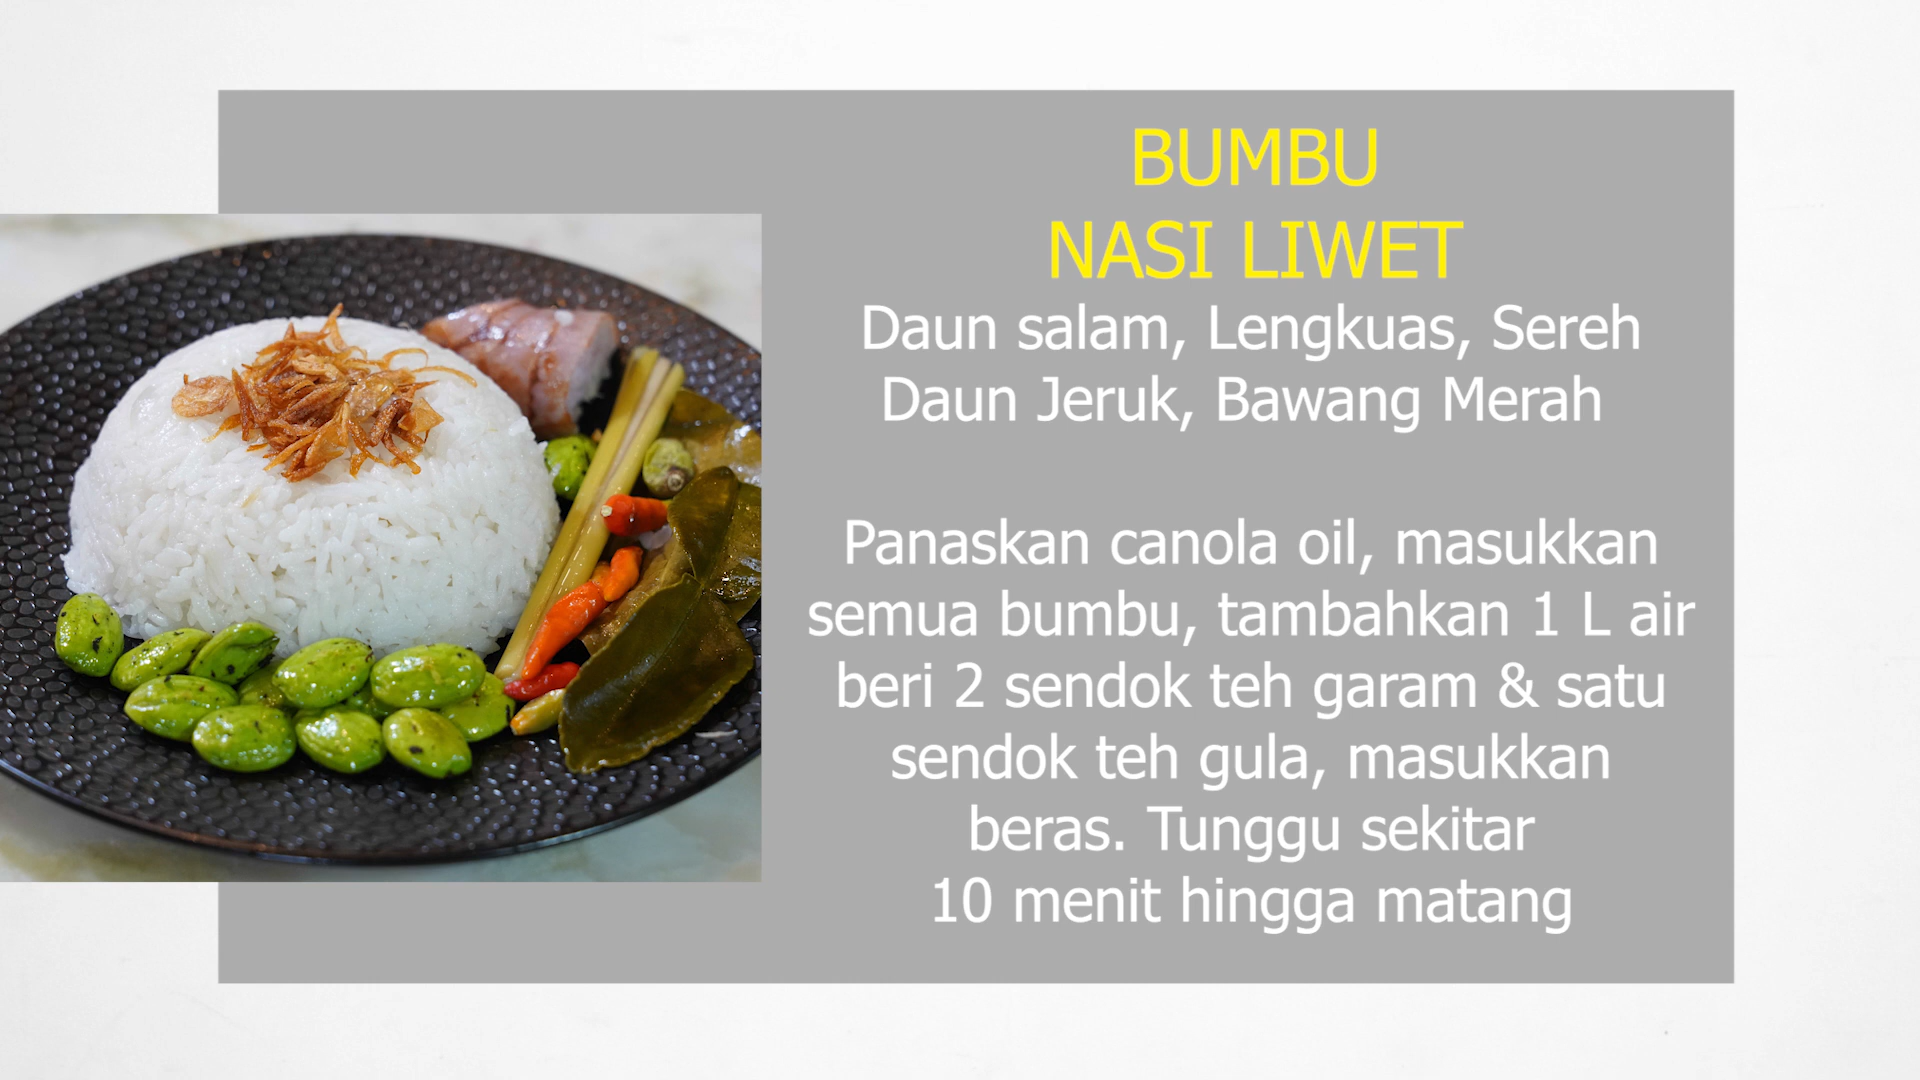 BUMBU
NASI LIWET
Daun salam, Lengkuas, Sereh
Daun Jeruk, Bawang Merah
Panaskan canola oil, masukkan
semua bumbu, tambahkan 1 L air
beri 2 sendok teh garam & satu
sendok teh gula, masukkan
beras. Tunggu sekitar
10 menit hingga matang